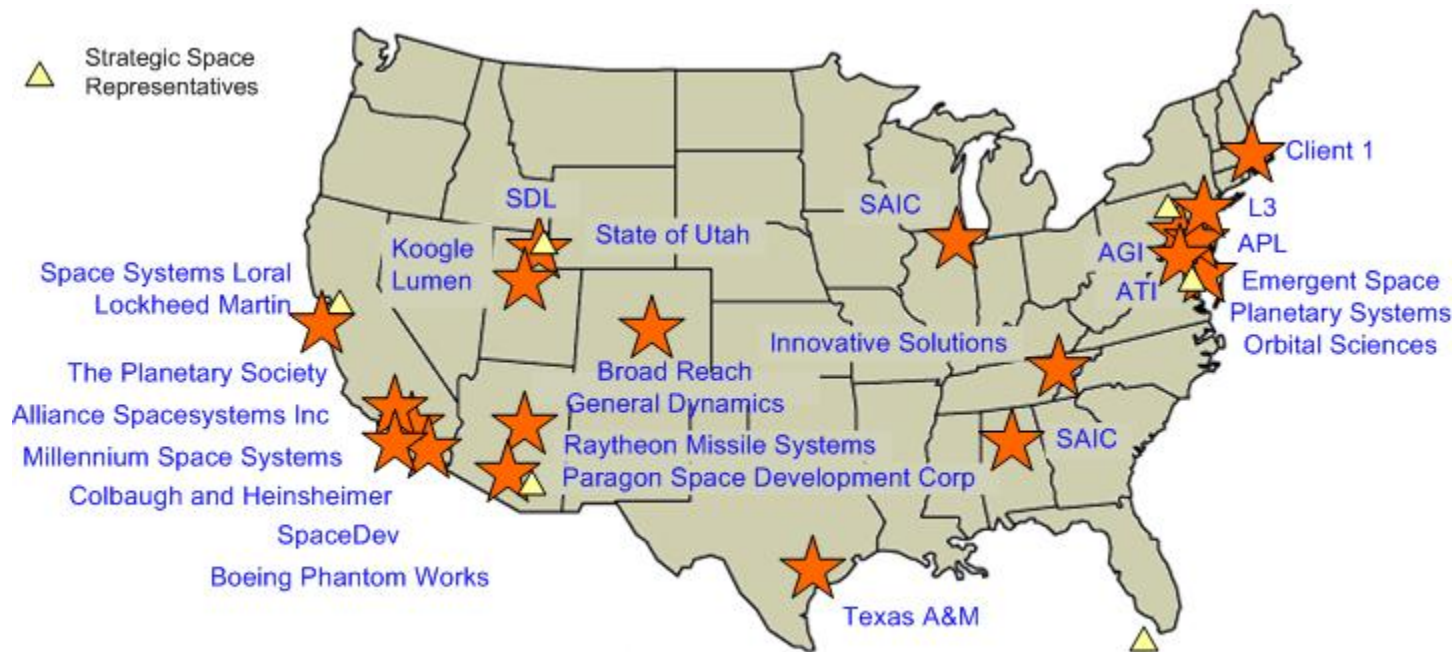 Strategic Space
Representatives
Client 1
SDL
SAIC
L3
State of Utah
Koogle
Lumen
AGI
APL
Space Systems Loral
Lockheed Martin
ATI
Emergent Space
Planetary Systems
Orbital Sciences
Innovative Solutions
The Planetary Society
Broad Reach
General Dynamics
Alliance Spacesystems Inc
SAIC
Raytheon Missile Systems
Millennium Space Systems
Paragon Space Development Corp
Colbaugh and Heinsheimer
SpaceDev
Boeing Phantom Works
Texas A&M